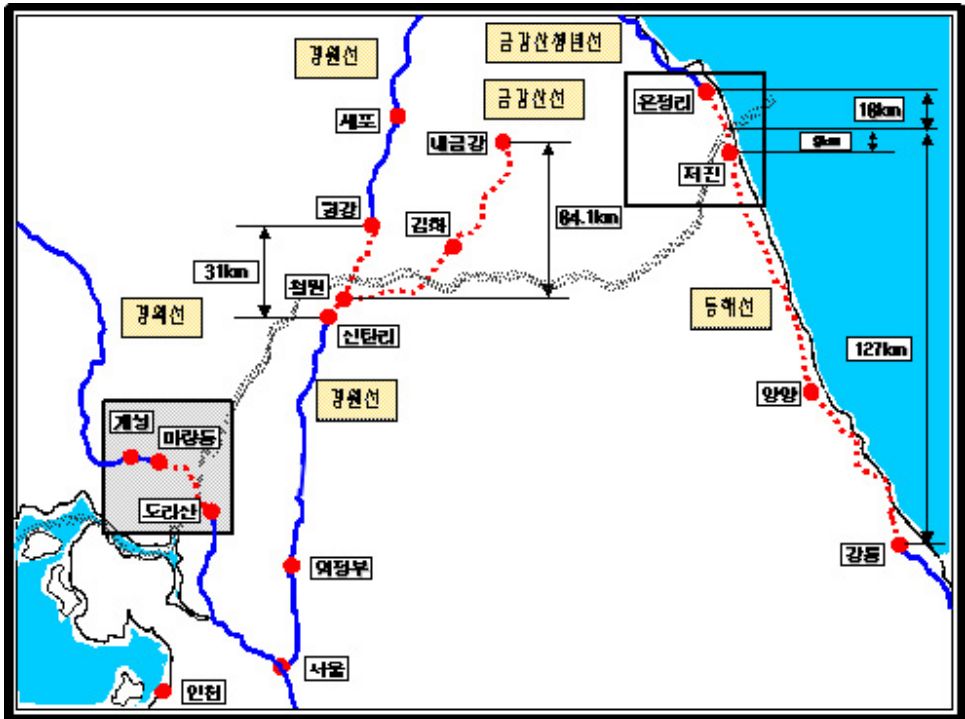 경원선
금강산청년선
금강산선
온정리
18km
9km
세포
내금강
저진
평강
김화
64.1km
31km
철원
경의선
신탄리
동해선
127km
경원선
양양
개성
마량동
도라산
의정부
강릉
서울
인천